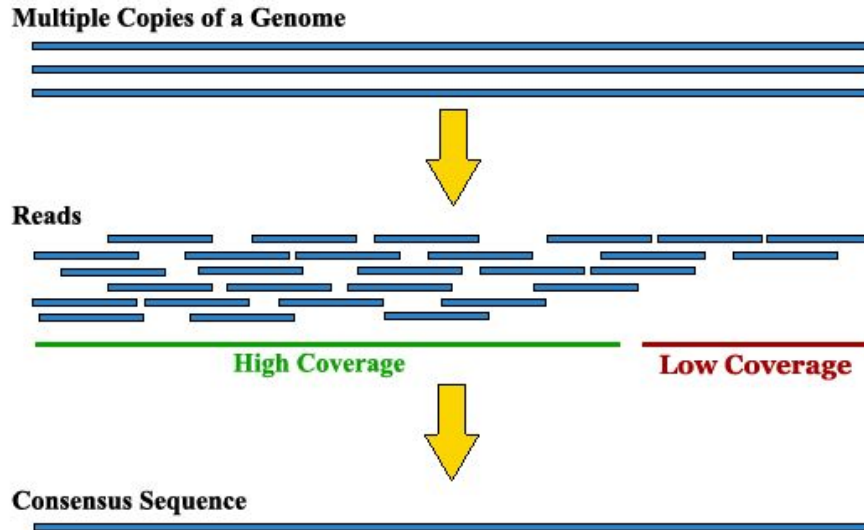 Multiple Copies of a Genome
Reads
High Coverage
Low Coverage
Consensus Sequence